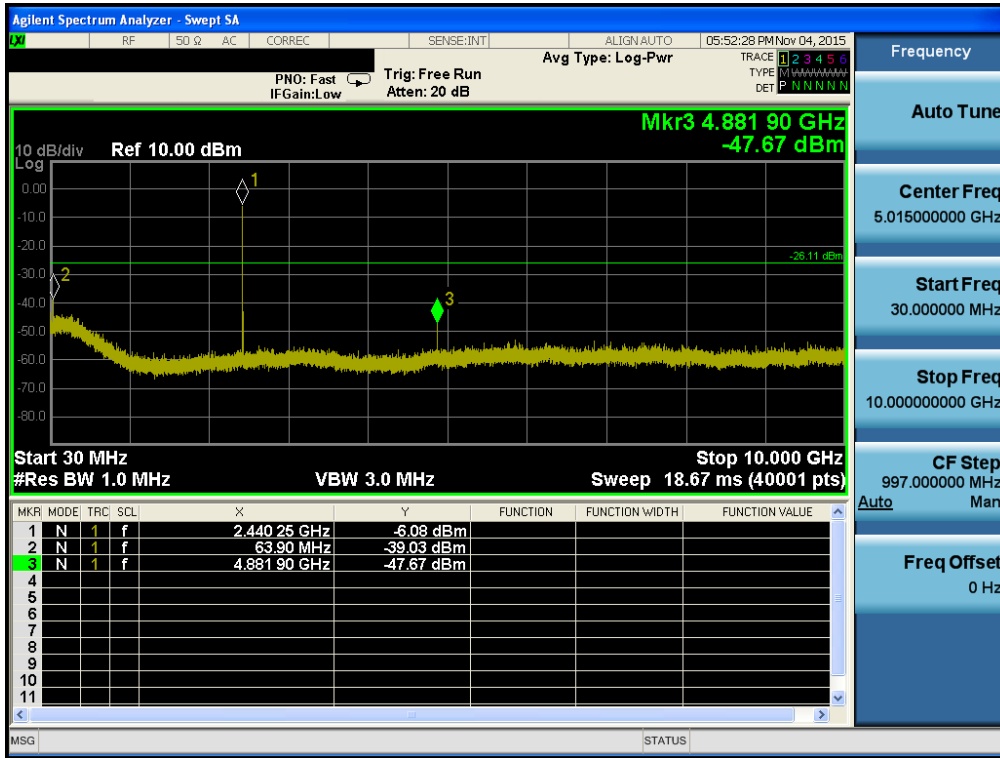 Agilent Spectrum Analyzer - Swept SA
LXI RF 50 Ω AC CORREC SENSE:INT ALIGN AUTO 05:52:28 PM Nov 04, 2015
Frequency
Avg Type: Log-Pwr
TRACE 1 2 3 4 5 6
TYPE M
DET P N N N N N
PNO: Fast
IFGain:Low
Trig: Free Run
Atten: 20 dB
Auto Tune
Mkr3 4.881 90 GHz
-47.67 dBm
10 dB/div
Log
Ref 10.00 dBm
0.00
-10.0
-20.0
-30.0
-40.0
-50.0
-60.0
-70.0
-80.0
1
2
3
-26.11 dBm
Center Freq
5.015000000 GHz
Start Freq
30.000000 MHz
Stop Freq
10.000000000 GHz
Start 30 MHz
Stop 10.000 GHz
#Res BW 1.0 MHz
VBW 3.0 MHz
Sweep 18.67 ms (40001 pts)
CF Step
997.000000 MHz
Auto Man
MKR MODE TRC SCL X Y FUNCTION FUNCTION WIDTH FUNCTION VALUE
1 N 1 f 2.440 25 GHz -6.08 dBm
2 N 1 f 63.90 MHz -39.03 dBm
3 N 1 f 4.881 90 GHz -47.67 dBm
4
5
6
7
8
9
10
11
Freq Offset
0 Hz
MSG
STATUS